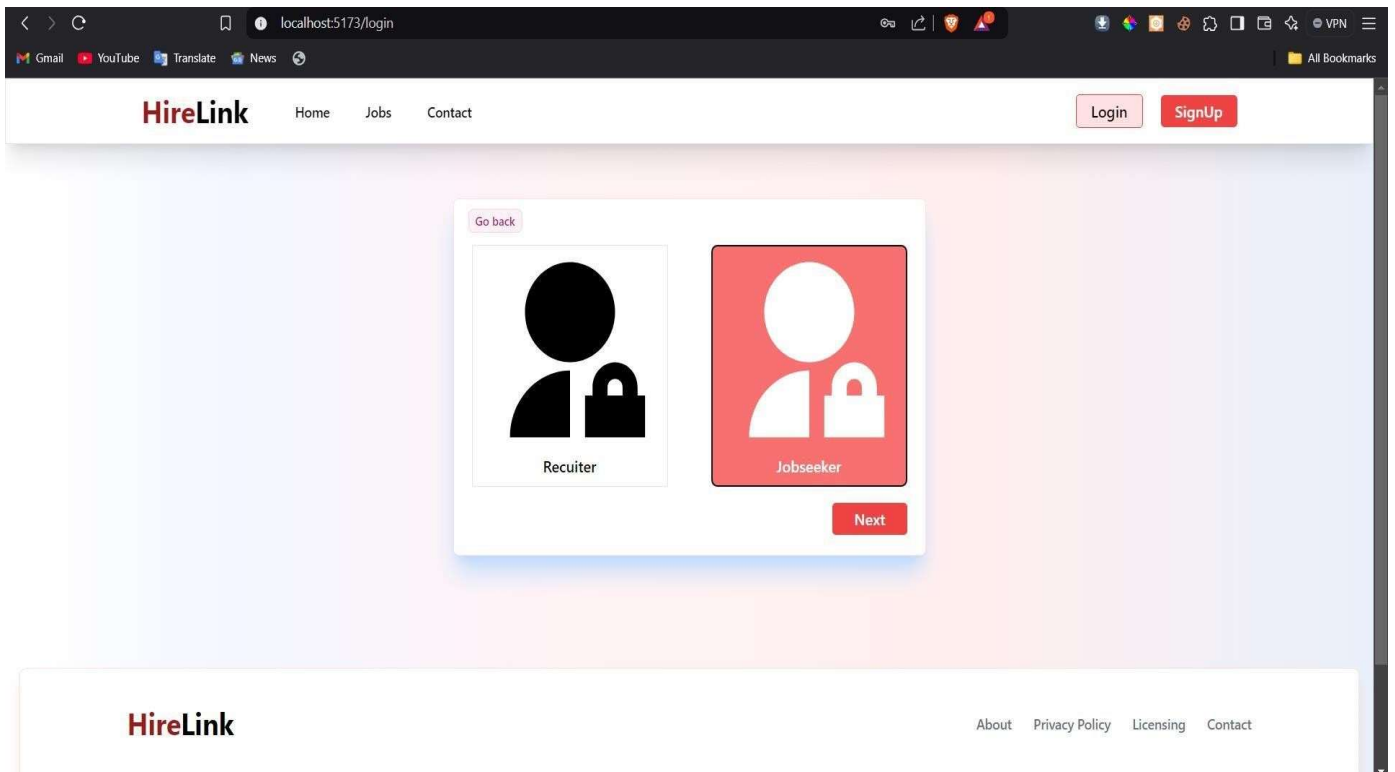 localhost:5173/login
VPN
Gmail YouTube Translate News All Bookmarks
HireLink Home Jobs Contact Login SignUp
Go back
Recuiter Jobseeker
Next
HireLink About Privacy Policy Licensing Contact